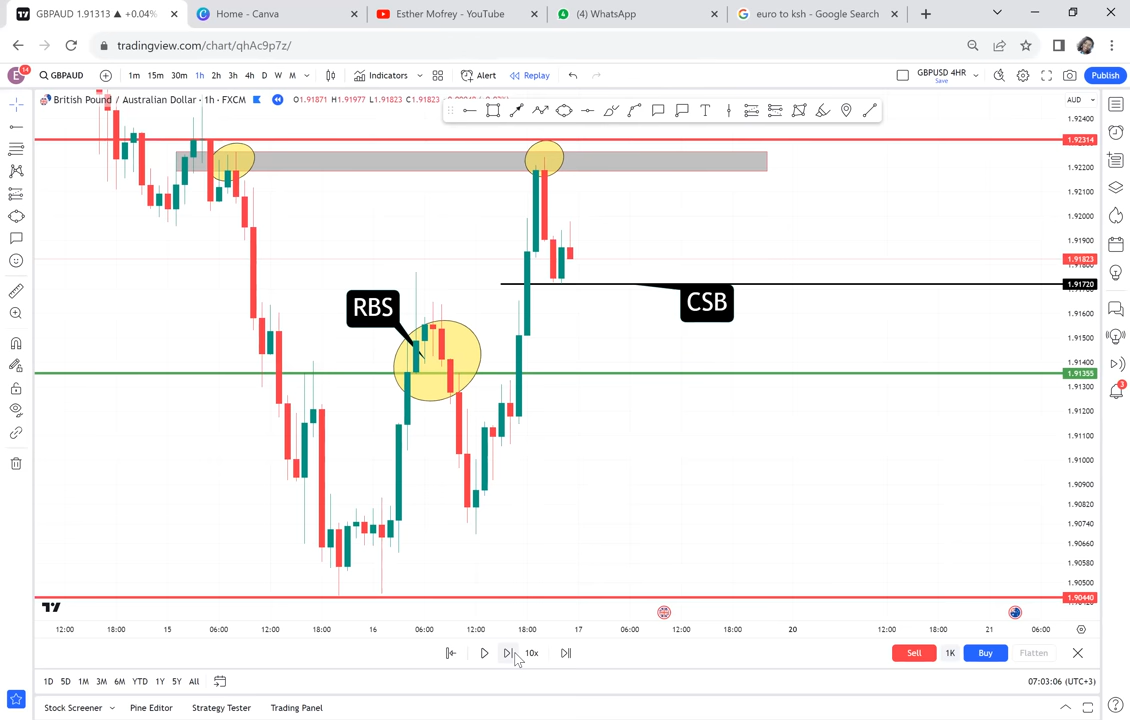 GBPAUD 1.91313 ▲ +0.04%
Home - Canva
Esther Mofrey - YouTube
(4) WhatsApp
euro to ksh - Google Search
tradingview.com/chart/qhAc9p7z/
E 14
GBPAUD
1m 15m 30m 1h 2h 3h 4h D W M
Indicators
Alert
Replay
GBPUSD 4HR
Save
Publish
British Pound / Australian Dollar · 1h · FXCM
O1.91871 H1.91977 L1.91823 C1.91823
AUD
1.92400
1.92314
1.92200
1.92100
1.92000
1.91900
1.91823
1.91720
1.91600
1.91500
1.91400
1.91355
1.91300
1.91200
1.91100
1.91000
1.90900
1.90820
1.90740
1.90660
1.90580
1.90500
1.90440
RBS
CSB
12:00 18:00 15 06:00 12:00 18:00 16 06:00 12:00 18:00 17 06:00 12:00 18:00 20 12:00 18:00 21 06:00
10x
Sell 1K Buy Flatten
1D 5D 1M 3M 6M YTD 1Y 5Y All
07:03:06 (UTC+3)
Stock Screener
Pine Editor
Strategy Tester
Trading Panel
3